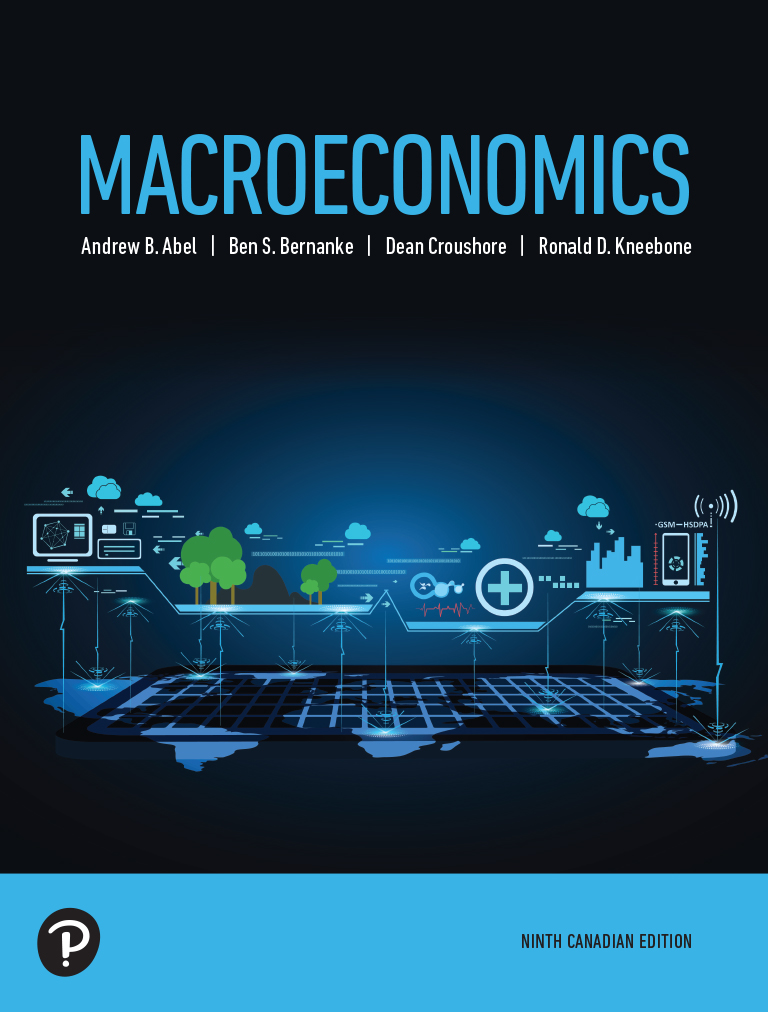 MACROECONOMICS
Andrew B. Abel | Ben S. Bernanke | Dean Croushore | Ronald D. Kneebone
GSM—HSDPA
P
NINTH CANADIAN EDITION